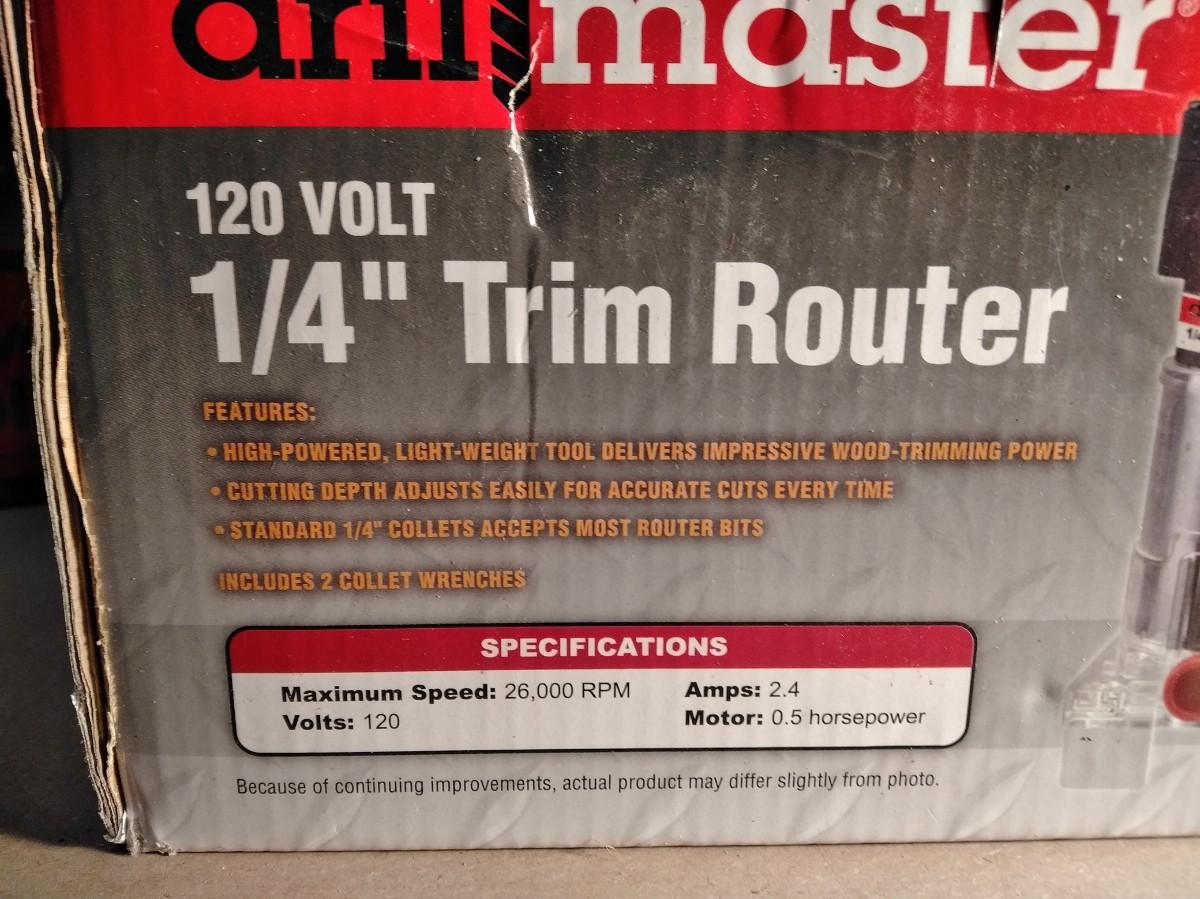 drill master
120 VOLT
1/4" Trim Router
FEATURES:
• HIGH-POWERED, LIGHT-WEIGHT TOOL DELIVERS IMPRESSIVE WOOD-TRIMMING POWER
• CUTTING DEPTH ADJUSTS EASILY FOR ACCURATE CUTS EVERY TIME
• STANDARD 1/4" COLLETS ACCEPTS MOST ROUTER BITS
INCLUDES 2 COLLET WRENCHES
SPECIFICATIONS
Maximum Speed: 26,000 RPM Amps: 2.4
Volts: 120 Motor: 0.5 horsepower
Because of continuing improvements, actual product may differ slightly from photo.